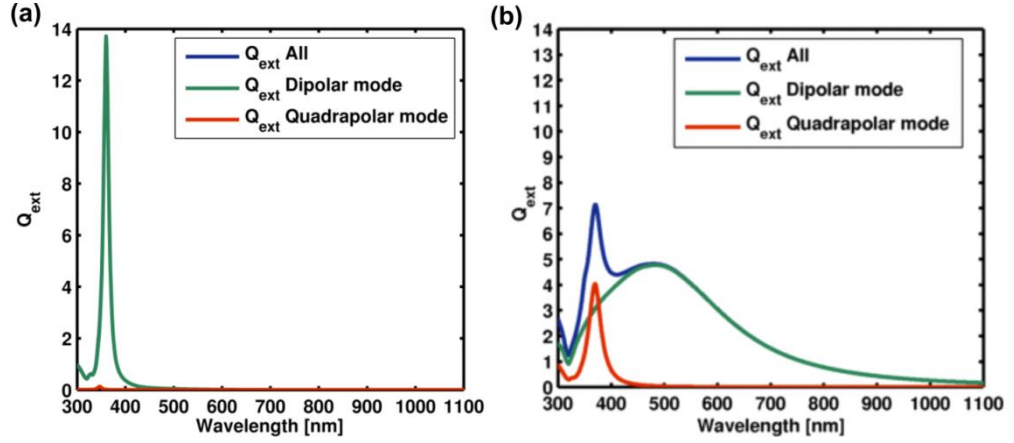 (a)
14
12
10
8
6
4
2
0
Q_ext
Q_ext All
Q_ext Dipolar mode
Q_ext Quadrapolar mode
300 400 500 600 700 800 900 1000 1100
Wavelength [nm]
(b)
14
13
12
11
10
9
8
7
6
5
4
3
2
1
0
Q_ext
Q_ext All
Q_ext Dipolar mode
Q_ext Quadrapolar mode
300 400 500 600 700 800 900 1000 1100
Wavelength [nm]